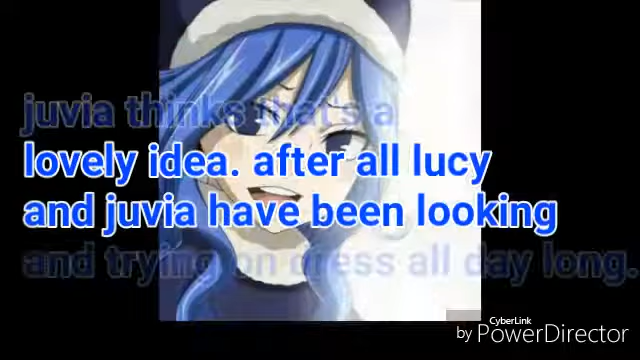 juvia thinks that's a
lovely idea. after all lucy
and juvia have been looking
and trying on dress all day long.
CyberLink
by PowerDirector